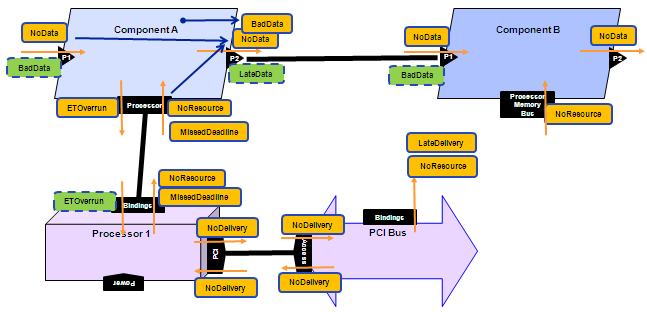 Component A
BadData
NoData
NoData
P1
BadData
P2
LateData
Processor
ETOverrun
NoResource
MissedDeadline
Component B
NoData
NoData
P1
BadData
P2
Processor
Memory
Bus
NoResource
LateDelivery
NoResource
NoResource
ETOverrun
MissedDeadline
Bindings
Processor 1
NoDelivery
PCI
NoDelivery
Power
NoDelivery
Access
NoDelivery
Bindings
PCI Bus